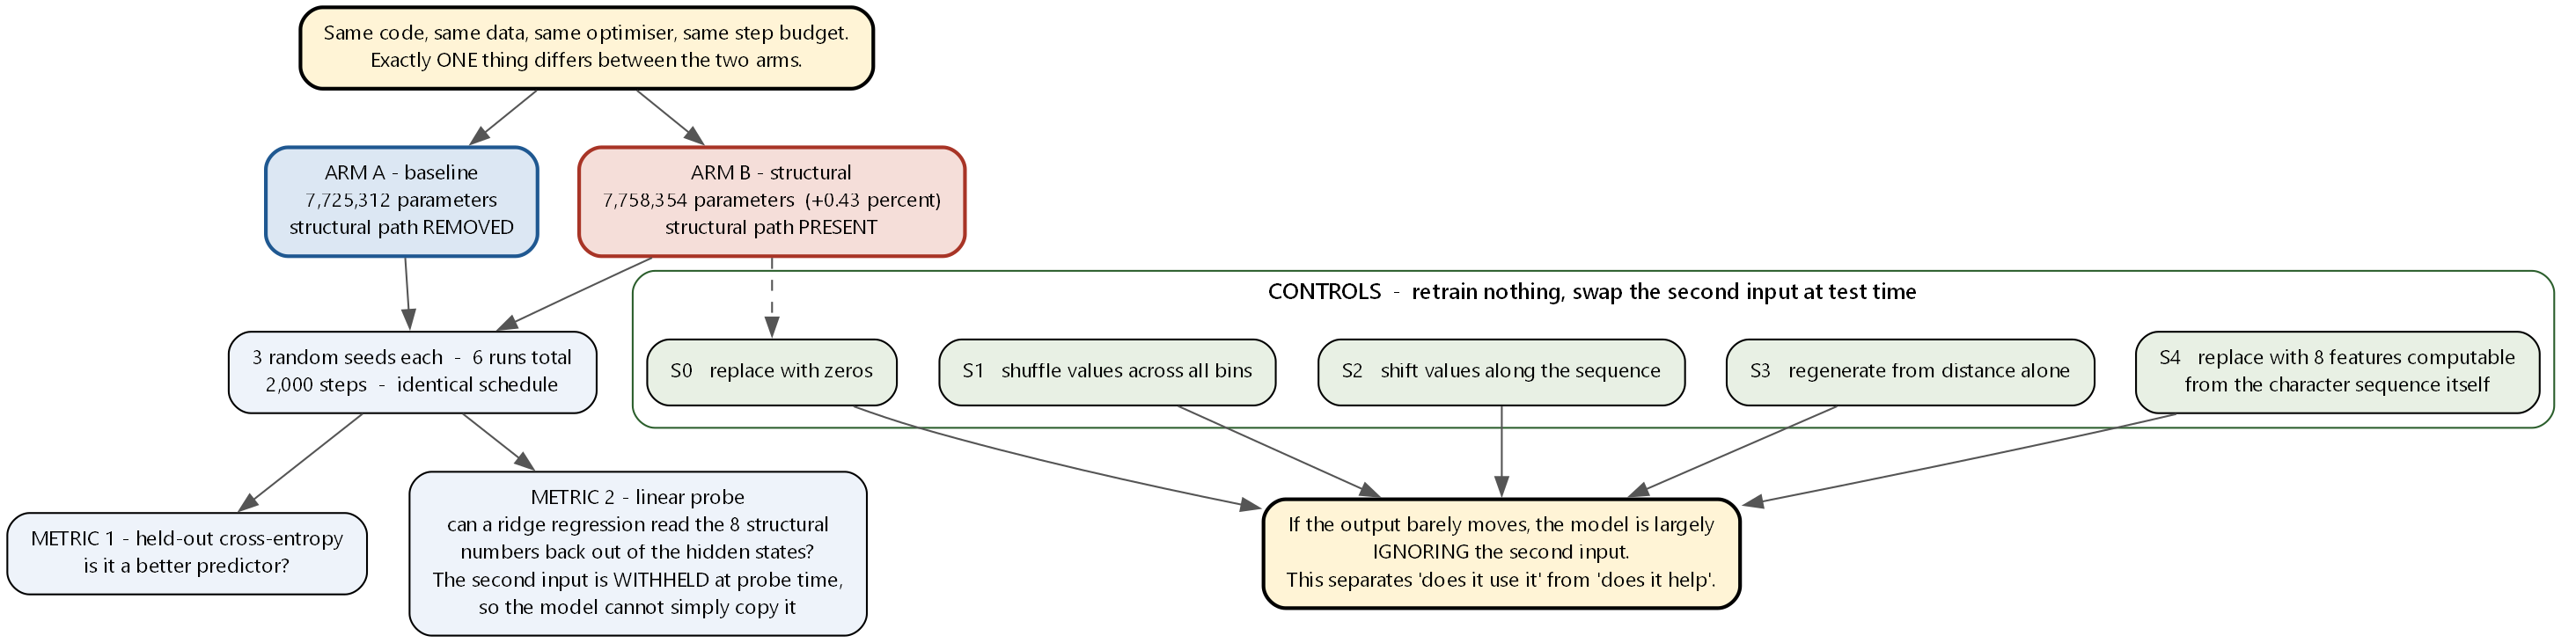 Same code, same data, same optimiser, same step budget.
Exactly ONE thing differs between the two arms.
ARM A - baseline
7,725,312 parameters
structural path REMOVED
ARM B - structural
7,758,354 parameters (+0.43 percent)
structural path PRESENT
CONTROLS - retrain nothing, swap the second input at test time
3 random seeds each - 6 runs total
2,000 steps - identical schedule
S0 replace with zeros
S1 shuffle values across all bins
S2 shift values along the sequence
S3 regenerate from distance alone
S4 replace with 8 features computable
from the character sequence itself
METRIC 1 - held-out cross-entropy
is it a better predictor?
METRIC 2 - linear probe
can a ridge regression read the 8 structural
numbers back out of the hidden states?
The second input is WITHHELD at probe time,
so the model cannot simply copy it
If the output barely moves, the model is largely
IGNORING the second input.
This separates 'does it use it' from 'does it help'.